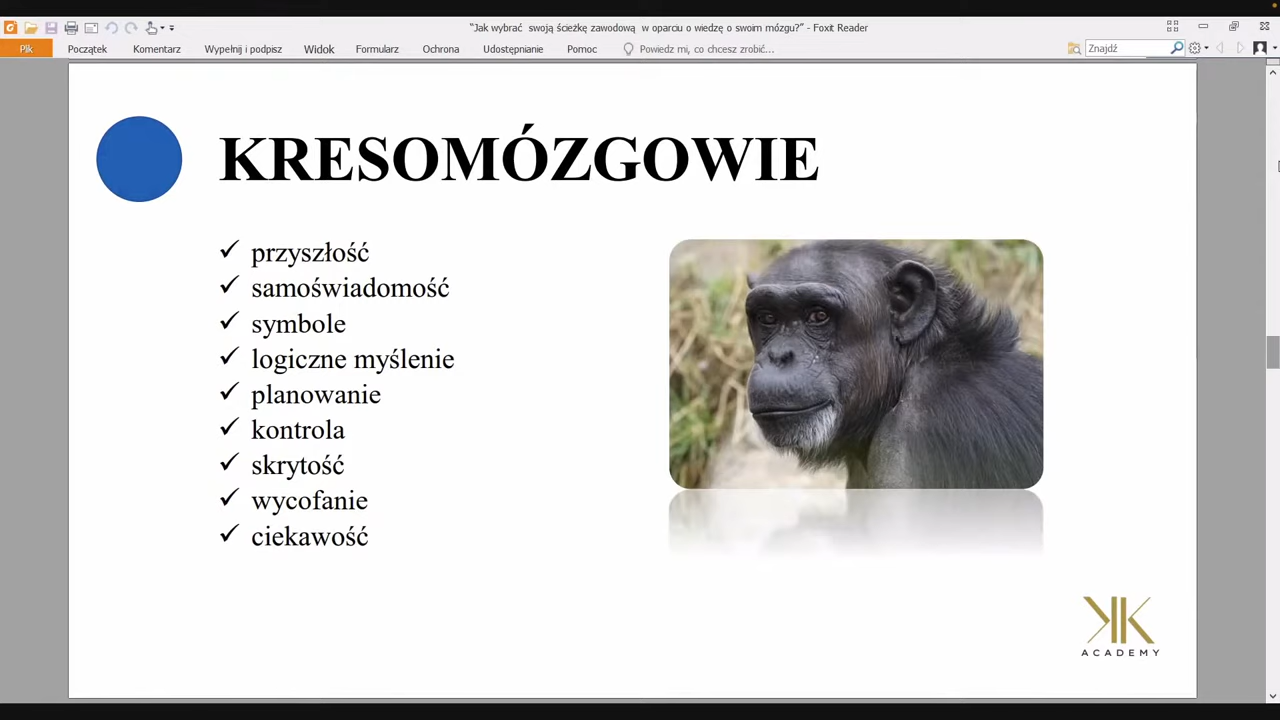 "Jak wybrać swoją ścieżkę zawodową w oparciu o wiedzę o swoim mózgu?" - Foxit Reader
Plik Początek Komentarz Wypełnij i podpisz Widok Formularz Ochrona Udostępnianie Pomoc Powiedz mi, co chcesz zrobić... Znajdź
KRESOMÓZGOWIE
przyszłość
samoświadomość
symbole
logiczne myślenie
planowanie
kontrola
skrytość
wycofanie
ciekawość
KK
ACADEMY